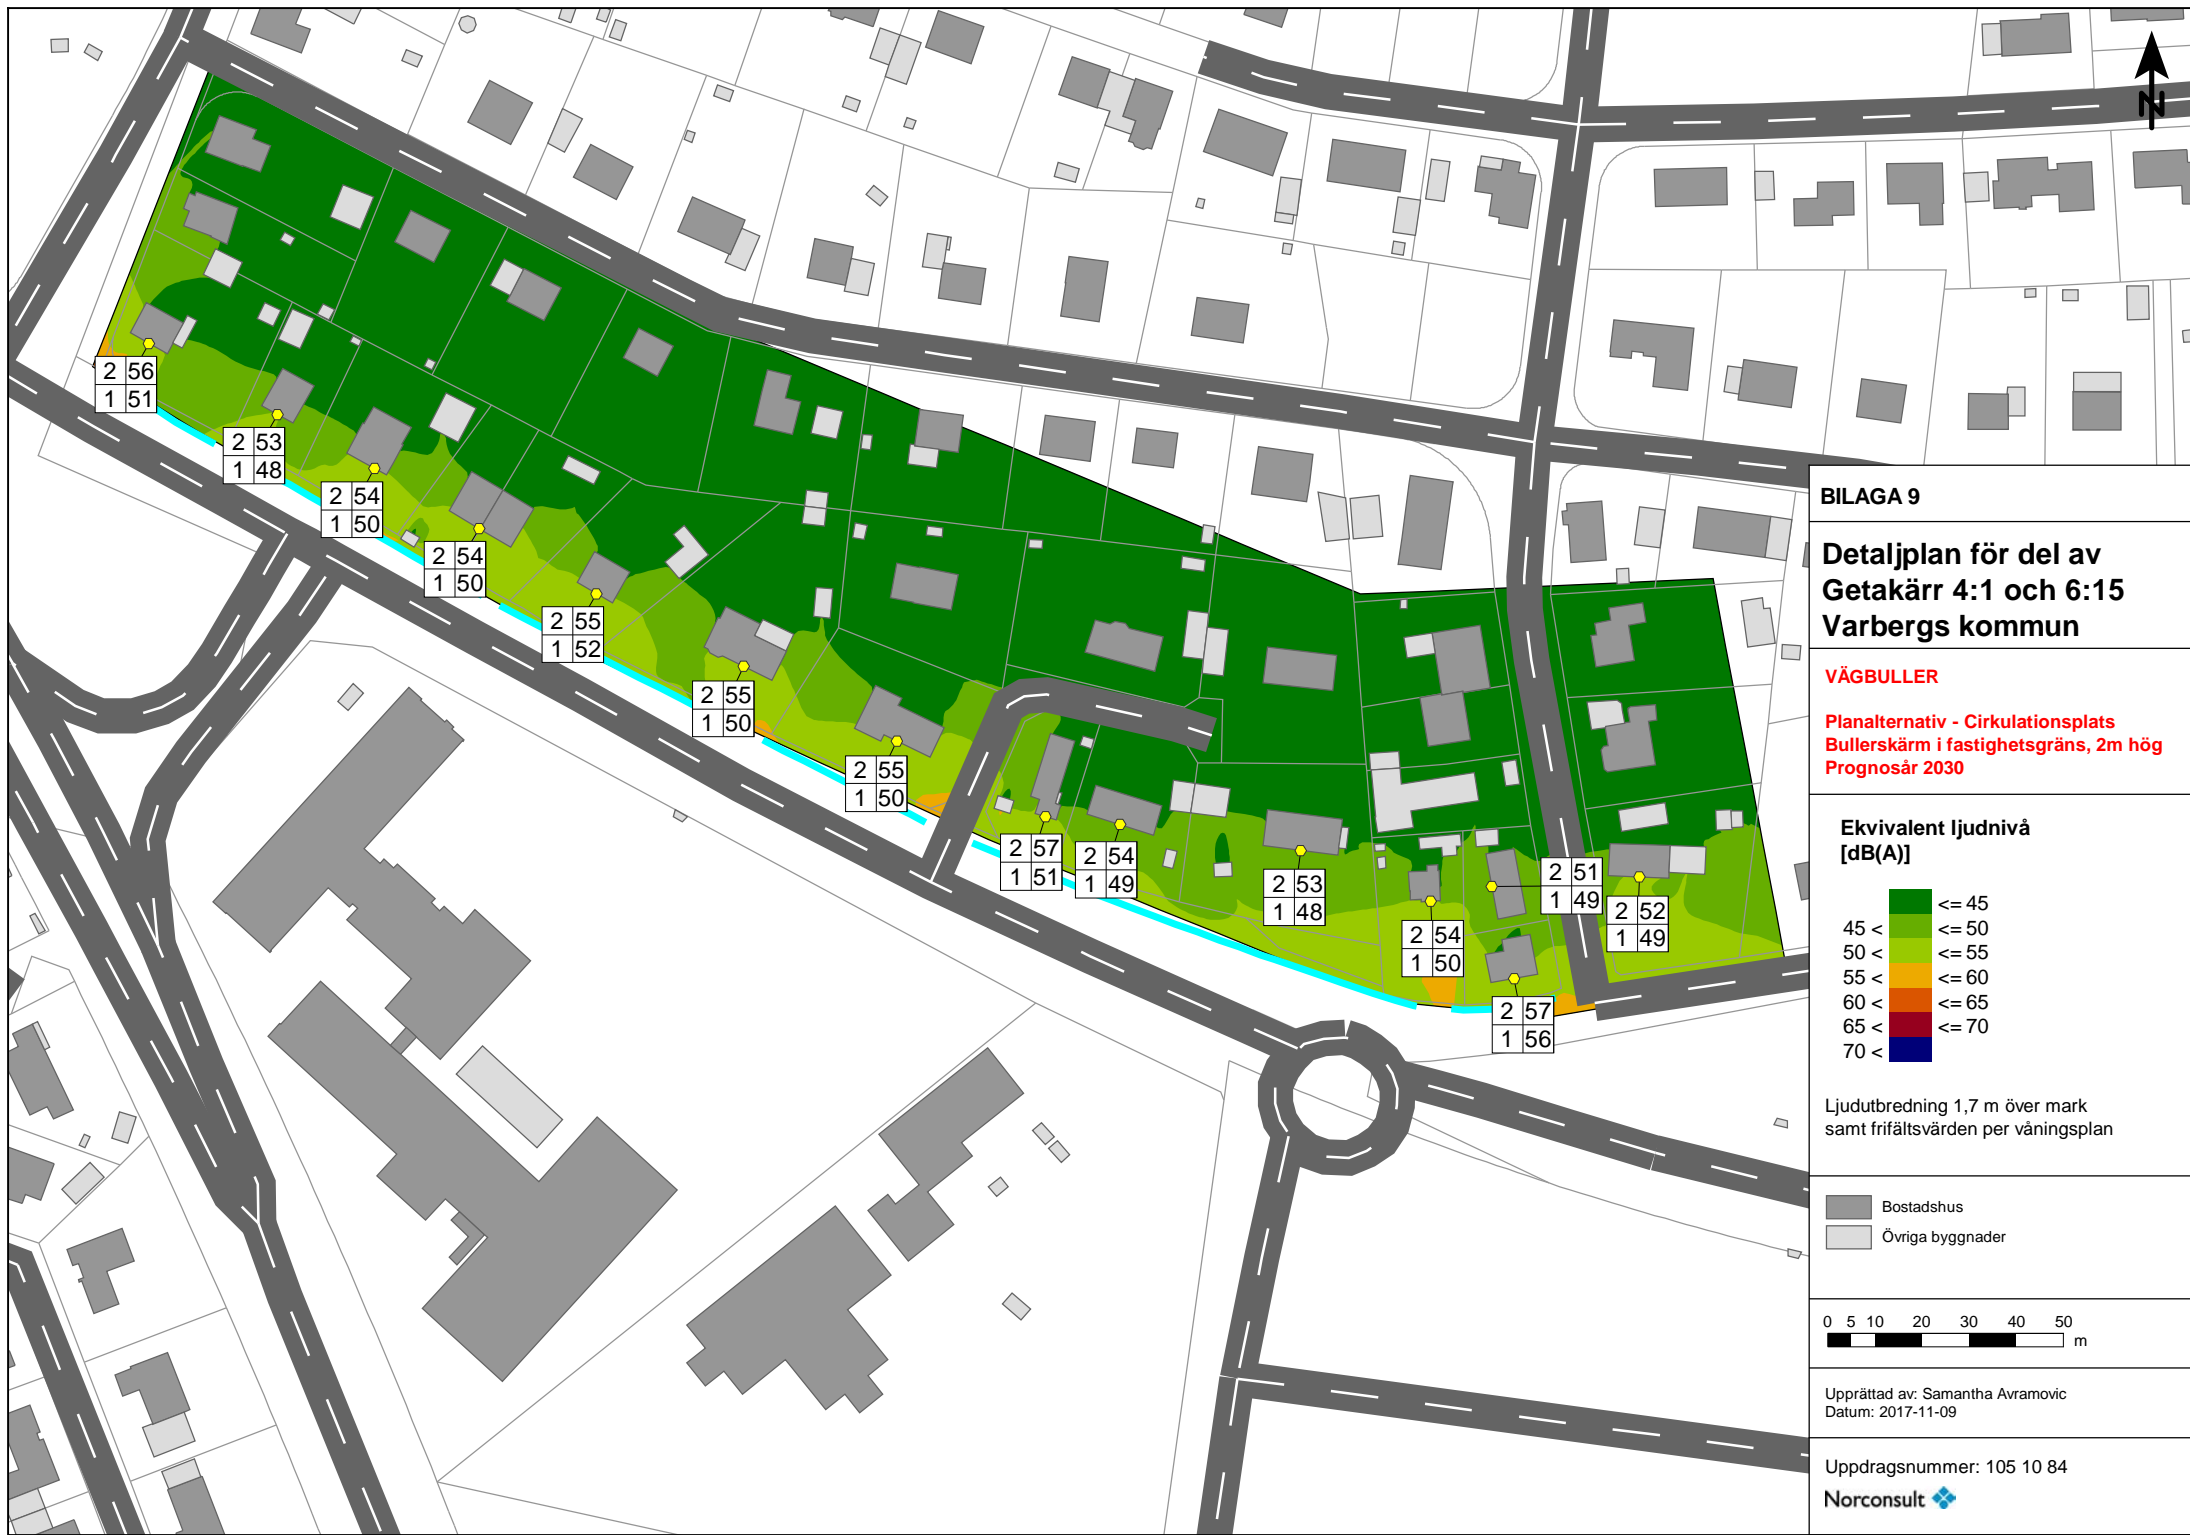 N
2 56
1 51
2 53
1 48
2 54
1 50
2 54
1 50
2 55
1 52
2 55
1 50
2 55
1 50
2 57
1 51
2 54
1 49
2 53
1 48
2 54
1 50
2 51
1 49
2 52
1 49
2 57
1 56
BILAGA 9
Detaljplan för del av
Getakärr 4:1 och 6:15
Varbergs kommun
VÄGBULLER
Planalternativ - Cirkulationsplats
Bullerskärm i fastighetsgräns, 2m hög
Prognosår 2030
Ekvivalent ljudnivå
[dB(A)]
<= 45
45 < <= 50
50 < <= 55
55 < <= 60
60 < <= 65
65 < <= 70
70 <
Ljudutbredning 1,7 m över mark
samt frifältsvärden per våningsplan
Bostadshus
Övriga byggnader
0 5 10 20 30 40 50
m
Upprättad av: Samantha Avramovic
Datum: 2017-11-09
Uppdragsnummer: 105 10 84
Norconsult